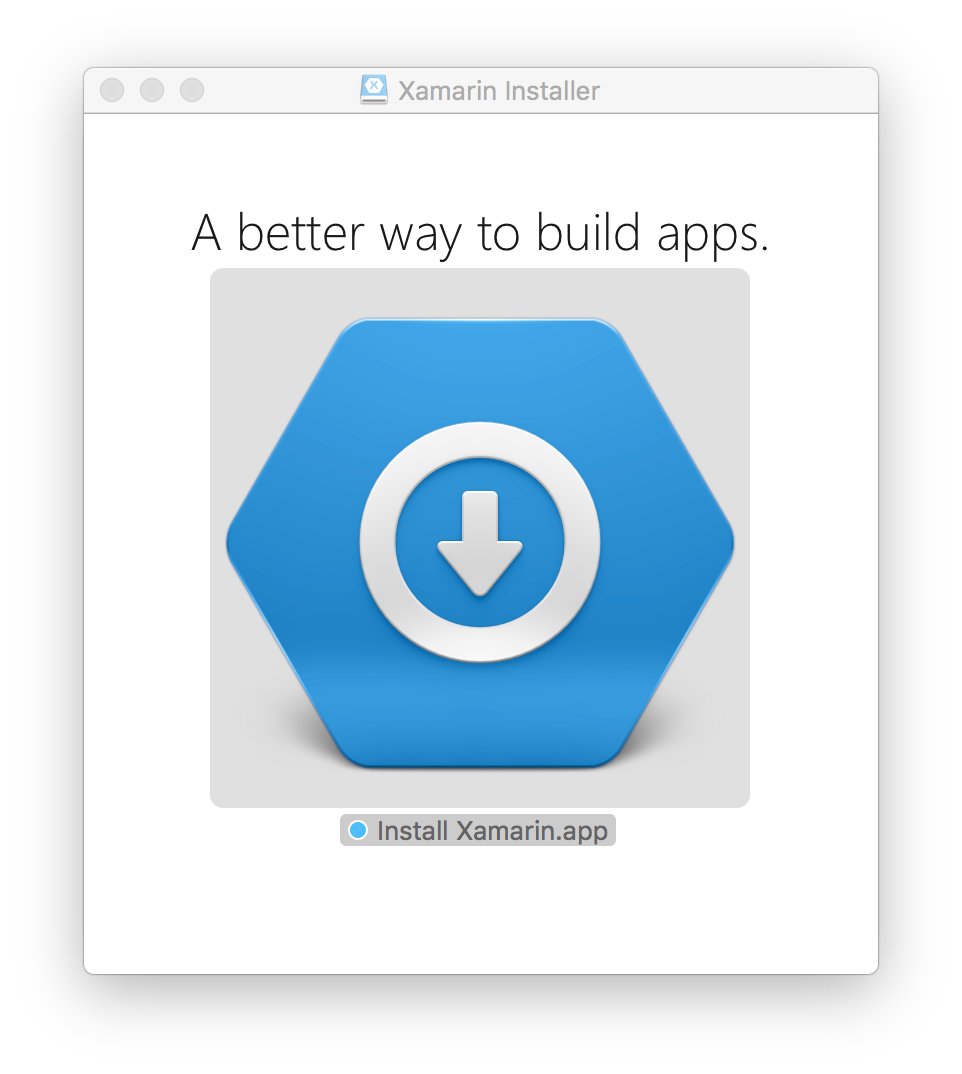 Xamarin Installer
A better way to build apps.
Install Xamarin.app